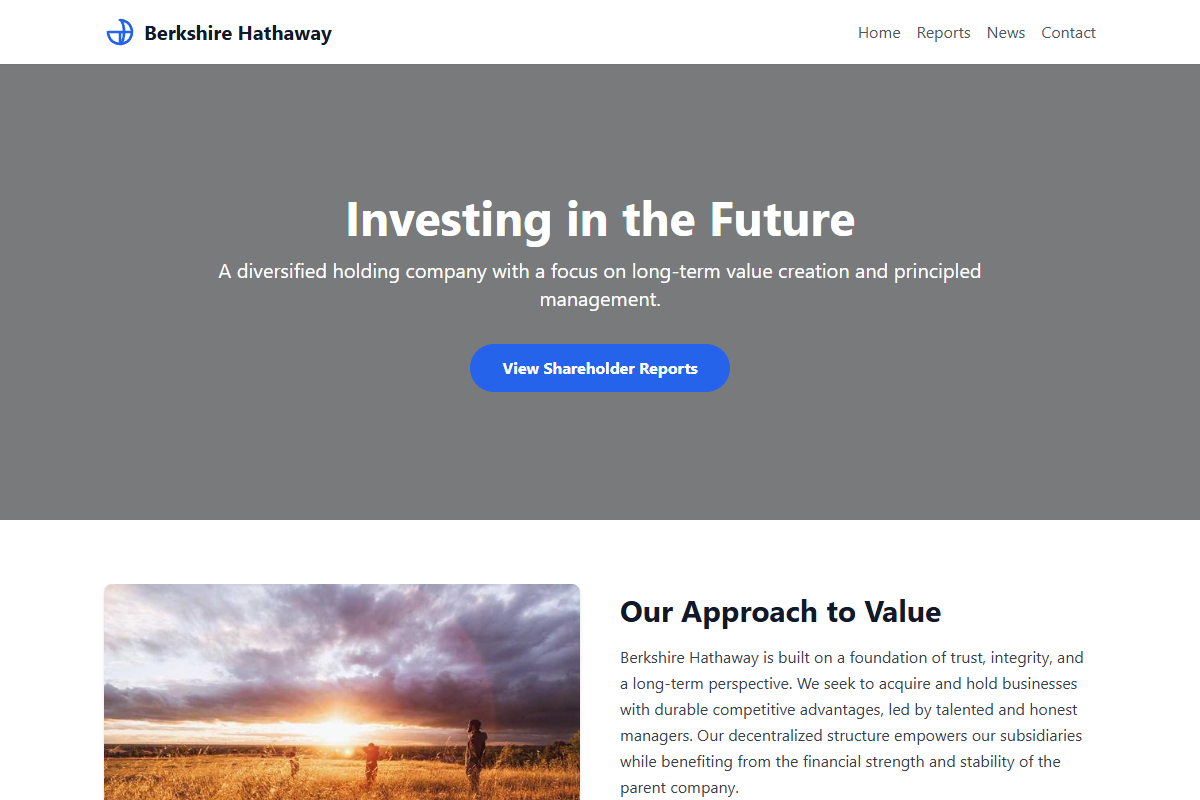 Berkshire Hathaway
Home Reports News Contact
Investing in the Future
A diversified holding company with a focus on long-term value creation and principled
management.
View Shareholder Reports
Our Approach to Value
Berkshire Hathaway is built on a foundation of trust, integrity, and
a long-term perspective. We seek to acquire and hold businesses
with durable competitive advantages, led by talented and honest
managers. Our decentralized structure empowers our subsidiaries
while benefiting from the financial strength and stability of the
parent company.